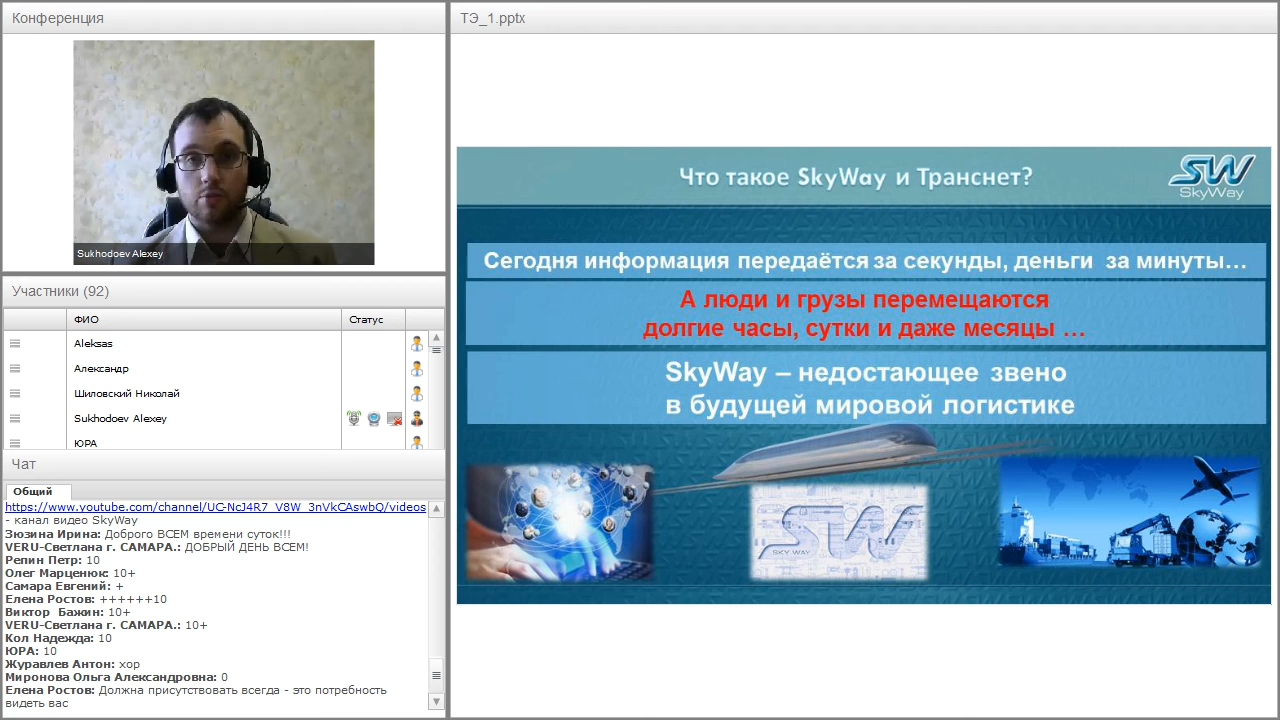 Конференция
Sukhodoev Alexey
Участники (92)
ФИО
Статус
Aleksas
Александр
Шиловский Николай
Sukhodoev Alexey
ЮРА
Чат
Общий
https://www.youtube.com/channel/UC-NcJ4R7_V8W_3nVkCAswbQ/videos
- канал видео SkyWay
Зюзина Ирина: Доброго ВСЕМ времени суток!!!
VERU-Светлана г. САМАРА.: ДОБРЫЙ ДЕНЬ ВСЕМ!
Репин Петр: 10
Олег Марценюк: 10+
Самара Евгений: +
Елена Ростов: ++++++10
Виктор Бажин: 10+
VERU-Светлана г. САМАРА.: 10+
Кол Надежда: 10
ЮРА: 10
Журавлев Антон: хор
Миронова Ольга Александровна: 0
Елена Ростов: Должна присутствовать всегда - это потребность
видеть вас
ТЭ_1.pptx
Что такое SkyWay и Транснет?
SW
SkyWay
Сегодня информация передаётся за секунды, деньги за минуты…
А люди и грузы перемещаются
долгие часы, сутки и даже месяцы …
SkyWay – недостающее звено
в будущей мировой логистике
SW
SKY WAY